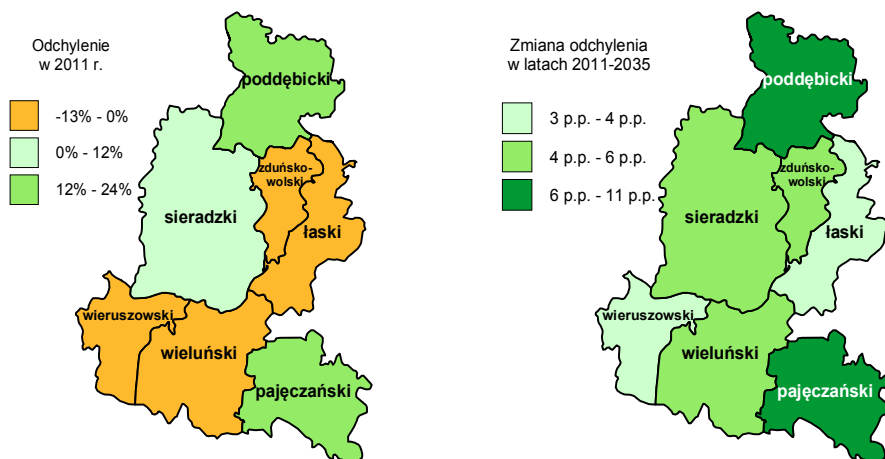 Odchylenie
w 2011 r.
-13% - 0%
0% - 12%
12% - 24%
poddębicki
zduńsko-
wolski
sieradzki
łaski
wieruszowski
wieluński
pajęczański
Zmiana odchylenia
w latach 2011-2035
3 p.p. - 4 p.p.
4 p.p. - 6 p.p.
6 p.p. - 11 p.p.
poddębicki
zduńsko-
wolski
sieradzki
łaski
wieruszowski
wieluński
pajęczański